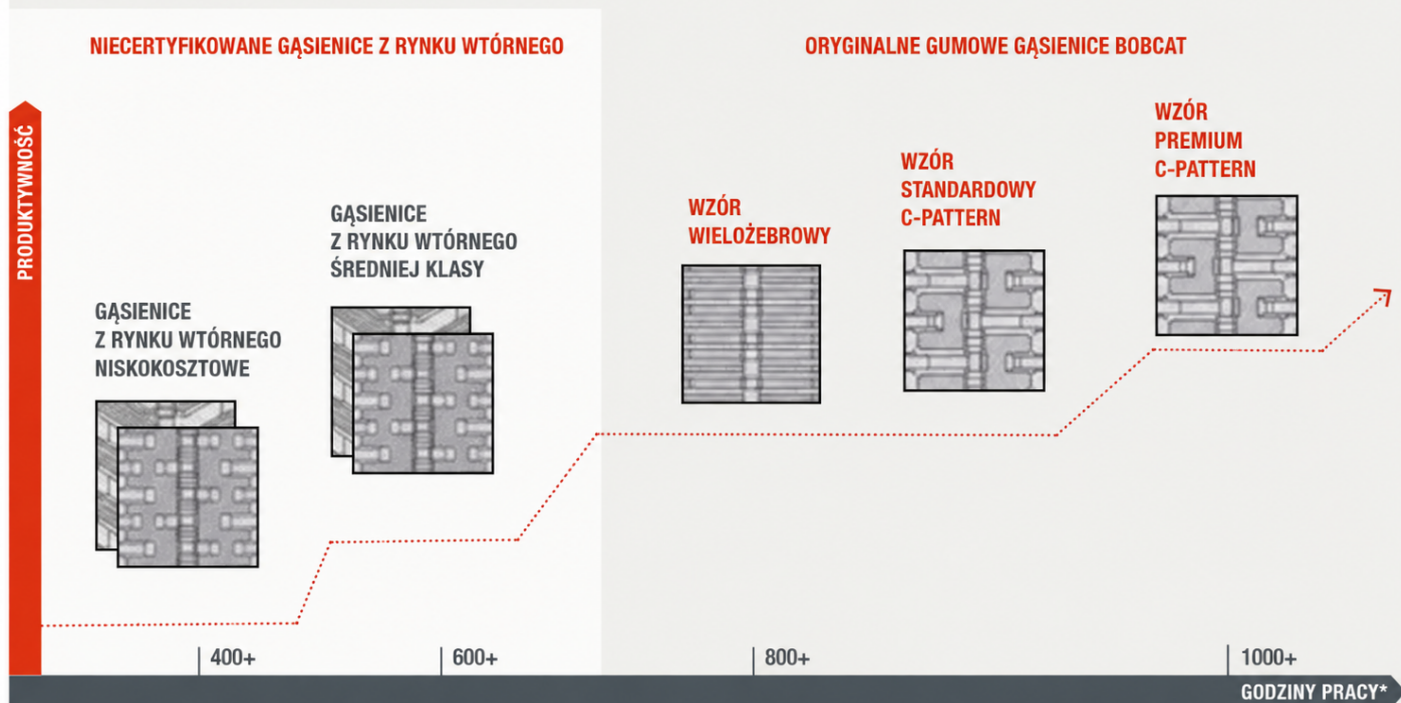 NIECERTYFIKOWANE GĄSIENICE Z RYNKU WTÓRNEGO
ORYGINALNE GUMOWE GĄSIENICE BOBCAT
PRODUKTYWNOŚĆ
GĄSIENICE
Z RYNKU WTÓRNEGO
NISKOKOSZTOWE
GĄSIENICE
Z RYNKU WTÓRNEGO
ŚREDNIEJ KLASY
WZÓR
WIELOŻEBROWY
WZÓR
STANDARDOWY
C-PATTERN
WZÓR
PREMIUM
C-PATTERN
400+
600+
800+
1000+
GODZINY PRACY*